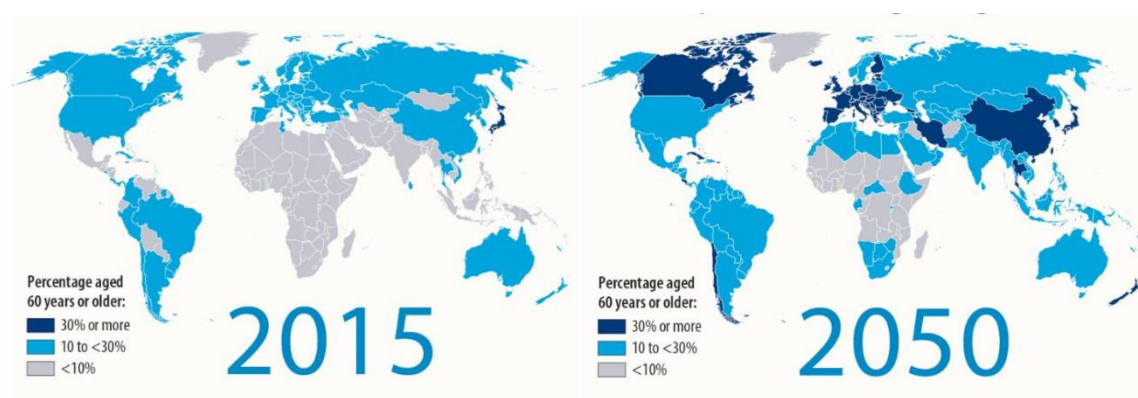 Percentage aged
60 years or older:
30% or more
10 to <30%
<10%
2015
Percentage aged
60 years or older:
30% or more
10 to <30%
<10%
2050